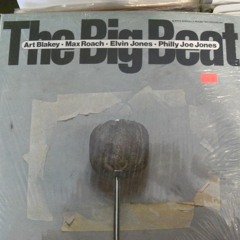 The Big Beat
Art Blakey • Max Roach • Elvin Jones • Philly Joe Jones